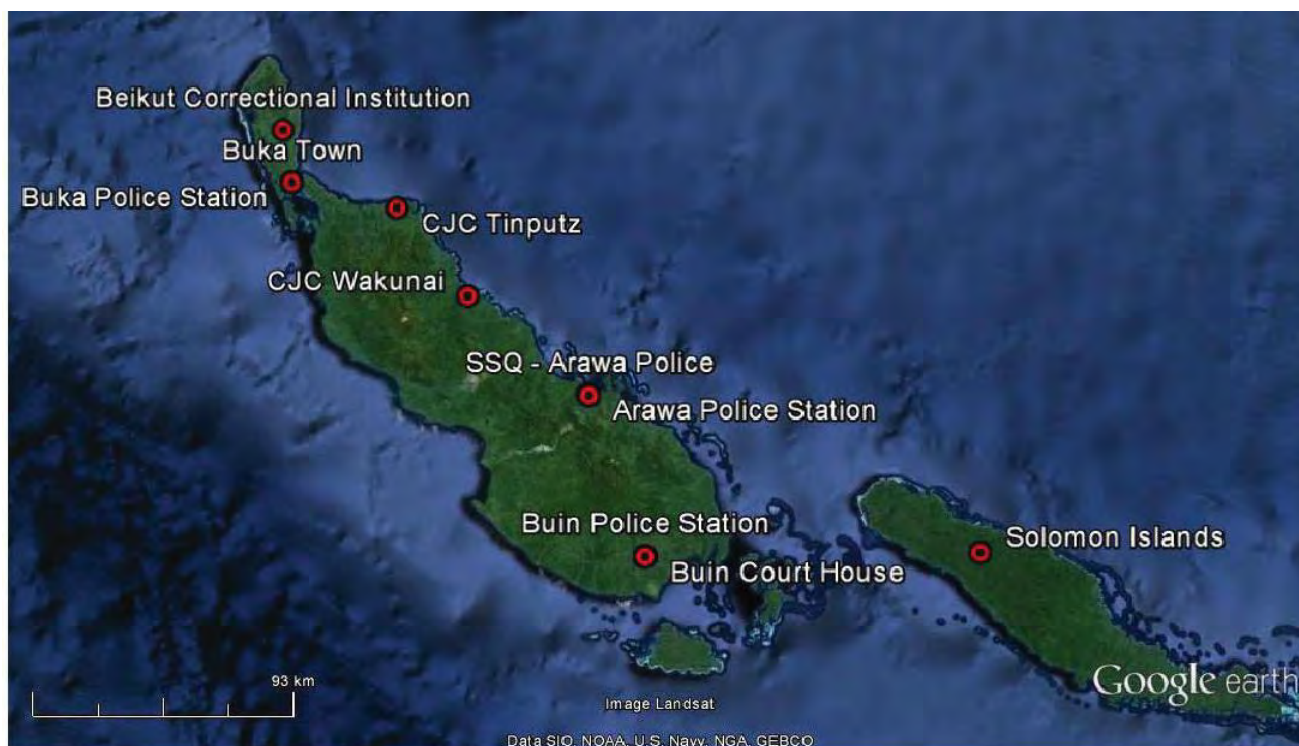 Beikut Correctional Institution
Buka Town
Buka Police Station
CJC Tinputz
CJC Wakunai
SSQ - Arawa Police
Arawa Police Station
Buin Police Station
Solomon Islands
Buin Court House
93 km
Google earth
Image Landsat
Data SIO, NOAA, U.S. Navy, NGA, GEBCO